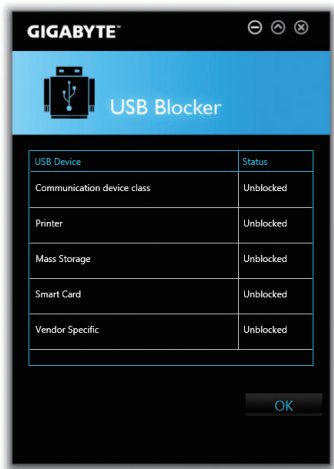 GIGABYTE™
USB Blocker
USB Device Status
Communication device class Unblocked
Printer Unblocked
Mass Storage Unblocked
Smart Card Unblocked
Vendor Specific Unblocked
OK